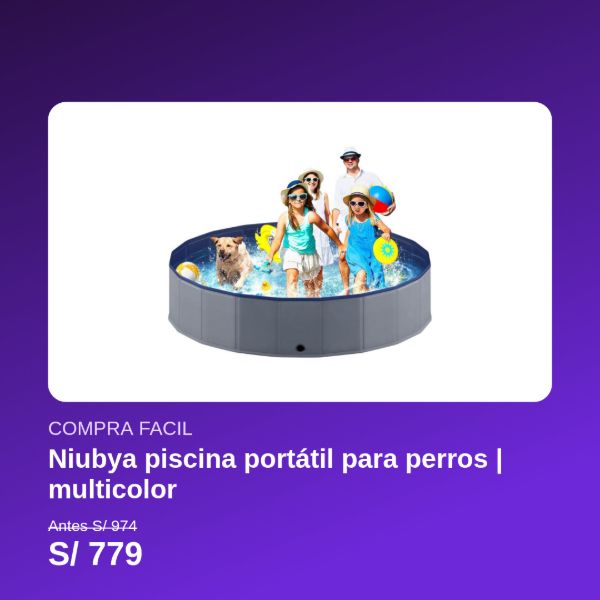 COMPRA FACIL
Niubya piscina portátil para perros |
multicolor
Antes S/ 974
S/ 779